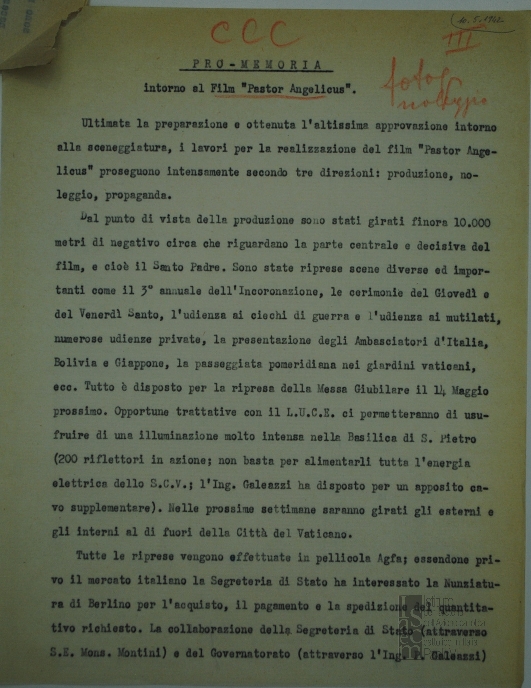 10.5.1942.
CCC
III
PRO-MEMORIA
intorno al Film "Pastor Angelicus".
Ultimata la preparazione e ottenuta l'altissima approvazione intorno
alla sceneggiatura, i lavori per la realizzazione del film "Pastor Ange-
licus" proseguono intensamente secondo tre direzioni: produzione, no-
leggio, propaganda.
Dal punto di vista della produzione sono stati girati finora 10.000
metri di negativo circa che riguardano la parte centrale e decisiva del
film, e cioè il Santo Padre. Sono state riprese scene diverse ed impor-
tanti come il 3° annuale dell'Incoronazione, le cerimonie del Giovedì e
del Venerdì Santo, l'udienza ai ciechi di guerra e l'udienza ai mutilati,
numerose udienze private, la presentazione degli Ambasciatori d'Italia,
Bolivia e Giappone, la passeggiata pomeridiana nei giardini vaticani,
ecc. Tutto è disposto per la ripresa della Messa Giubilare il 14 Maggio
prossimo. Opportune trattative con il L.U.C.E. ci permetteranno di usu-
fruire di una illuminazione molto intensa nella Basilica di S. Pietro
(200 riflettori in azione; non basta per alimentarli tutta l'energia
elettrica dello S.C.V.; l'Ing. Galeazzi ha disposto per un apposito ca-
vo supplementare). Nelle prossime settimane saranno girati gli esterni e
gli interni al di fuori della Città del Vaticano.
Tutte le riprese vengono effettuate in pellicola Agfa; essendone pri-
vo il mercato italiano la Segreteria di Stato ha interessato la Nunziatu-
ra di Berlino per l'acquisto, il pagamento e la spedizione del quantita-
tivo richiesto. La collaborazione della Segreteria di Stato (attraverso
S.E. Mons. Montini) e del Governatorato (attraverso l'Ing. Galeazzi)